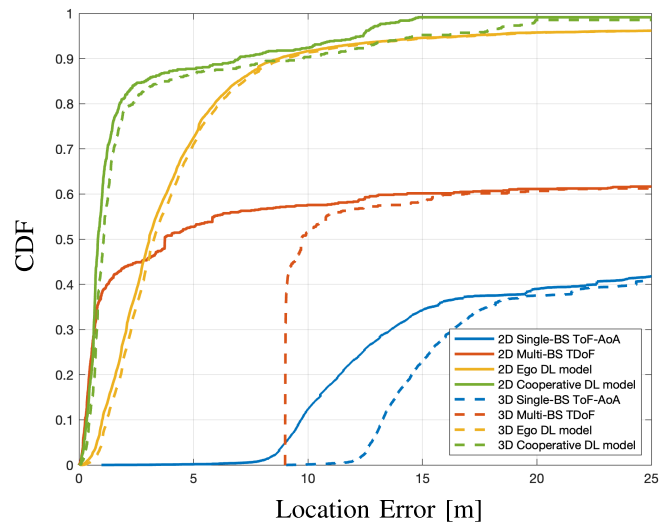 1
0.9
0.8
0.7
0.6
0.5
0.4
0.3
0.2
0.1
0
CDF
2D Single-BS ToF-AoA
2D Multi-BS TDoF
2D Ego DL model
2D Cooperative DL model
3D Single-BS ToF-AoA
3D Multi-BS TDoF
3D Ego DL model
3D Cooperative DL model
0 5 10 15 20 25
Location Error [m]